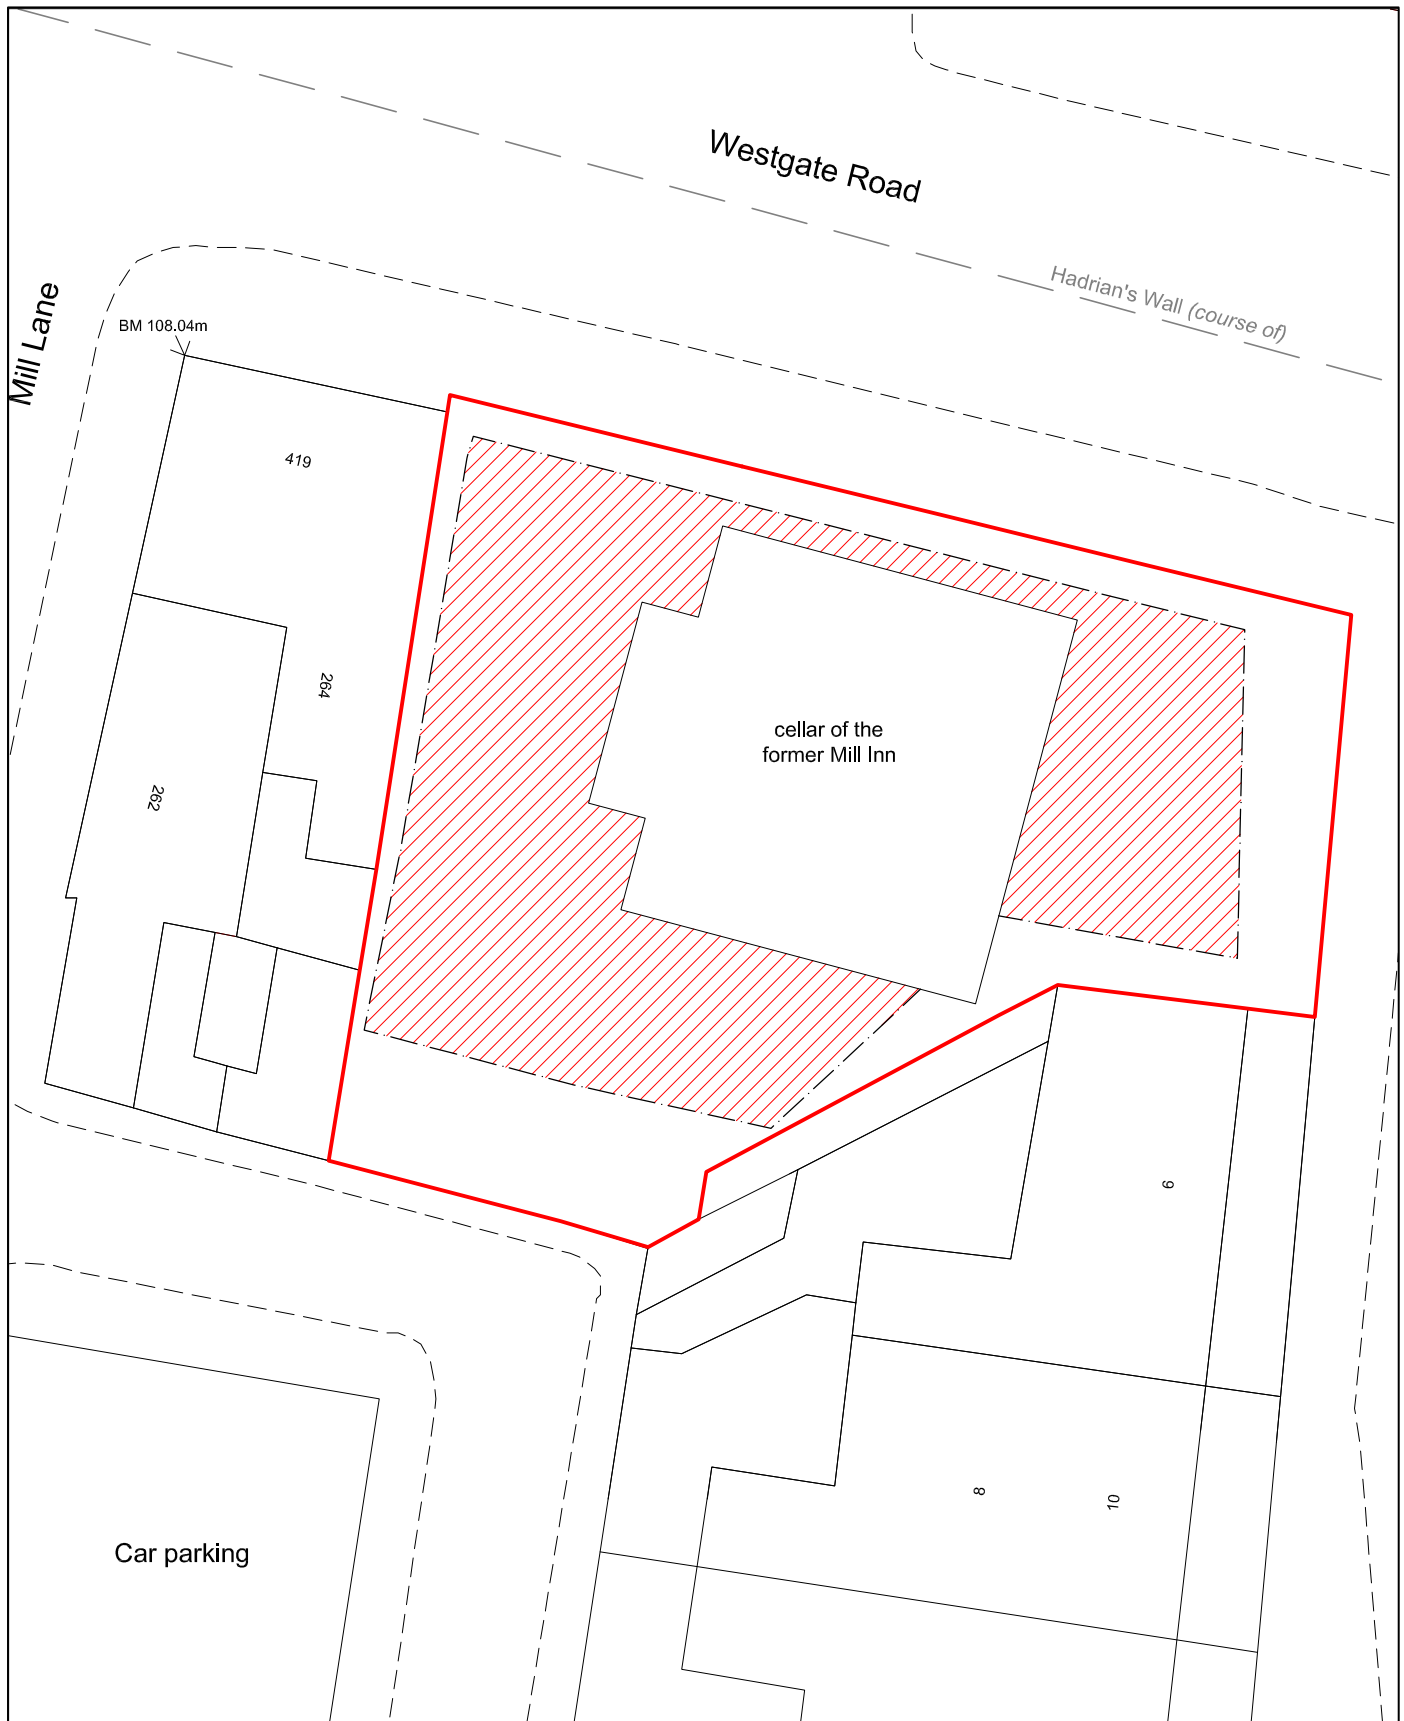 Westgate Road
Hadrian's Wall (course of)
Mill Lane
BM 108.04m
419
264
cellar of the
former Mill Inn
262
6
8
10
Car parking